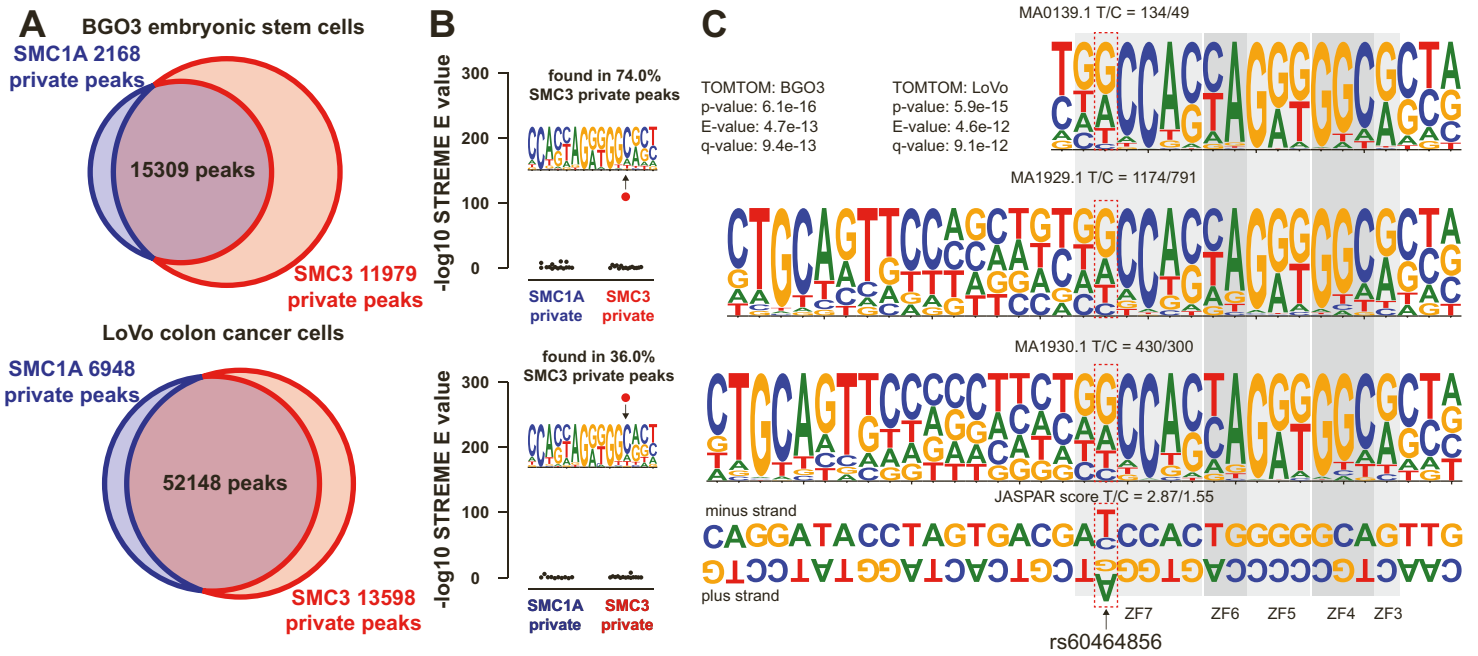 A
BGO3 embryonic stem cells
SMC1A 2168
private peaks
15309 peaks
SMC3 11979
private peaks
LoVo colon cancer cells
SMC1A 6948
private peaks
52148 peaks
SMC3 13598
private peaks
B
-log10 STREME E value
300
200
100
0
found in 74.0%
SMC3 private peaks
SMC1A
private
SMC3
private
-log10 STREME E value
300
200
100
0
found in 36.0%
SMC3 private peaks
SMC1A
private
SMC3
private
C
MA0139.1 T/C = 134/49
TOMTOM: BGO3
p-value: 6.1e-16
E-value: 4.7e-13
q-value: 9.4e-13
TOMTOM: LoVo
p-value: 5.9e-15
E-value: 4.6e-12
q-value: 9.1e-12
MA1929.1 T/C = 1174/791
MA1930.1 T/C = 430/300
JASPAR score T/C = 2.87/1.55
minus strand
CAGGATACCTAGTGACGATCCACTGGGGGCAGTTG
C
G
GTCCTATGGATCACTGCTAGGTGACCCCCGTCAAC
plus strand
ZF7 ZF6 ZF5 ZF4 ZF3
rs60464856